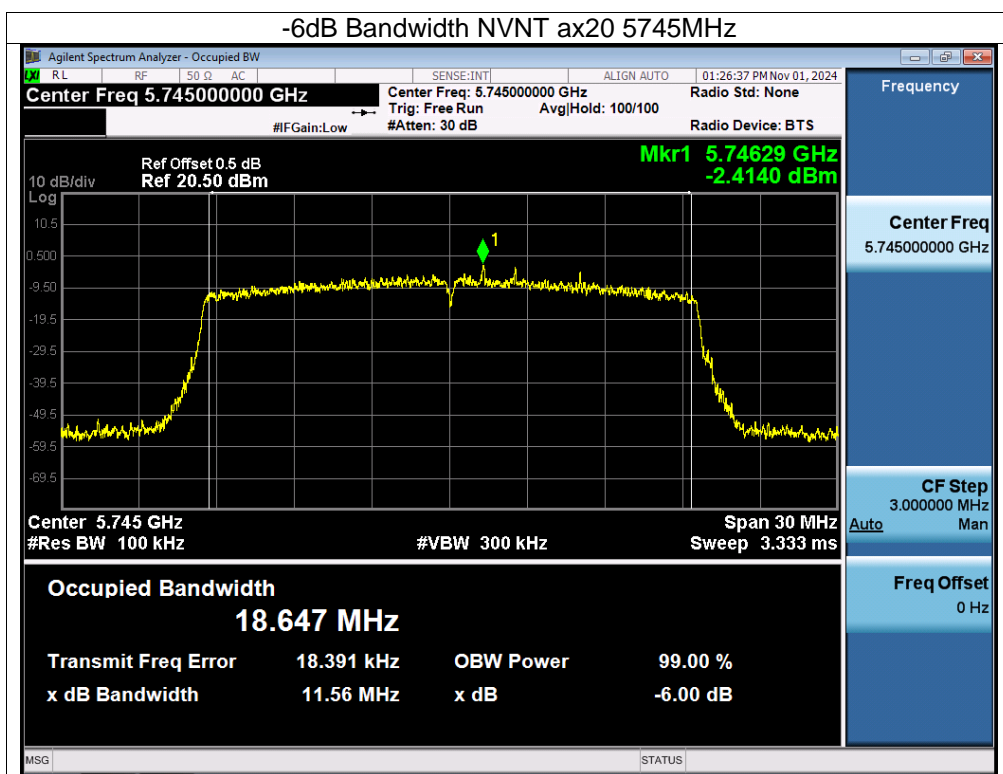 -6dB Bandwidth NVNT ax20 5745MHz
Agilent Spectrum Analyzer - Occupied BW
LXI RL RF 50 Ω AC SENSE:INT ALIGN AUTO 01:26:37 PM Nov 01, 2024
Center Freq 5.745000000 GHz
Center Freq: 5.745000000 GHz
Radio Std: None
Trig: Free Run Avg|Hold: 100/100
#IFGain:Low
#Atten: 30 dB
Radio Device: BTS
Frequency
Ref Offset 0.5 dB
10 dB/div Ref 20.50 dBm
Mkr1 5.74629 GHz
-2.4140 dBm
Log
10.5
0.500
-9.50
-19.5
-29.5
-39.5
-49.5
-59.5
-69.5
1
Center 5.745 GHz
Span 30 MHz
#Res BW 100 kHz
#VBW 300 kHz
Sweep 3.333 ms
Center Freq
5.745000000 GHz
CF Step
3.000000 MHz
Auto Man
Freq Offset
0 Hz
Occupied Bandwidth
18.647 MHz
Transmit Freq Error 18.391 kHz OBW Power 99.00 %
x dB Bandwidth 11.56 MHz x dB -6.00 dB
MSG STATUS